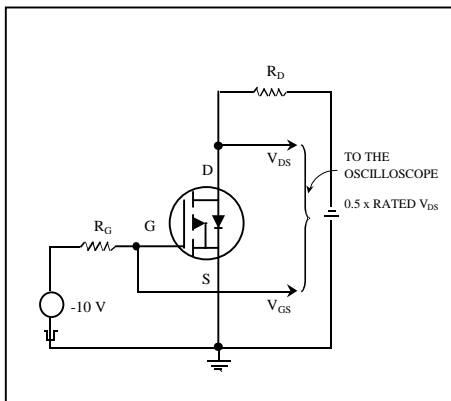 R_D
D
V_DS
TO THE
OSCILLOSCOPE
0.5 x RATED V_DS
R_G
G
S
-10 V
V_GS